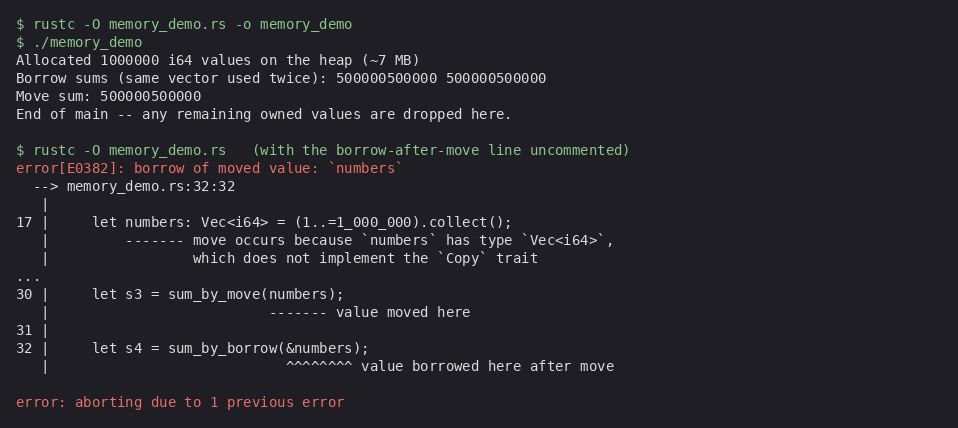 $ rustc -O memory_demo.rs -o memory_demo
$ ./memory_demo
Allocated 1000000 i64 values on the heap (~7 MB)
Borrow sums (same vector used twice): 500000500000 500000500000
Move sum: 500000500000
End of main -- any remaining owned values are dropped here.

$ rustc -O memory_demo.rs   (with the borrow-after-move line uncommented)
error[E0382]: borrow of moved value: `numbers`
  --> memory_demo.rs:32:32
   |
17 |     let numbers: Vec<i64> = (1..=1_000_000).collect();
   |         ------- move occurs because `numbers` has type `Vec<i64>`,
   |                 which does not implement the `Copy` trait
...
30 |     let s3 = sum_by_move(numbers);
   |                          ------- value moved here
31 |
32 |     let s4 = sum_by_borrow(&numbers);
   |                            ^^^^^^^^ value borrowed here after move

error: aborting due to 1 previous error